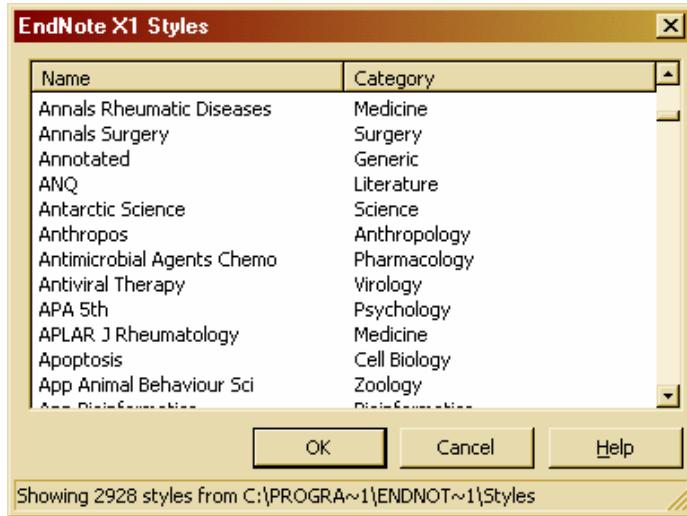 EndNote X1 Styles
Name Category
Annals Rheumatic Diseases Medicine
Annals Surgery Surgery
Annotated Generic
ANQ Literature
Antarctic Science Science
Anthropos Anthropology
Antimicrobial Agents Chemo Pharmacology
Antiviral Therapy Virology
APA 5th Psychology
APLAR J Rheumatology Medicine
Apoptosis Cell Biology
App Animal Behaviour Sci Zoology
OK Cancel Help
Showing 2928 styles from C:\PROGRA~1\ENDNOT~1\Styles